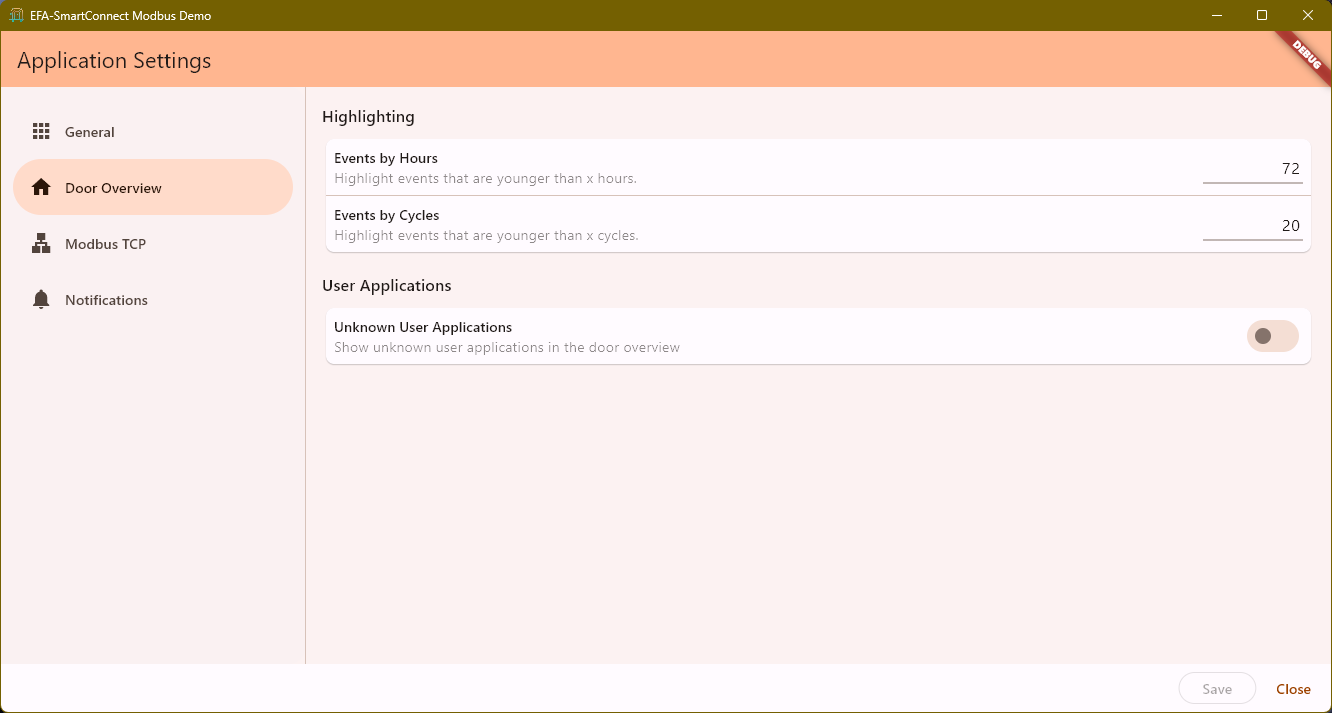 EFA-SmartConnect Modbus Demo
Application Settings
DEBUG
General
Door Overview
Modbus TCP
Notifications
Highlighting
Events by Hours
Highlight events that are younger than x hours.
72
Events by Cycles
Highlight events that are younger than x cycles.
20
User Applications
Unknown User Applications
Show unknown user applications in the door overview
Save
Close